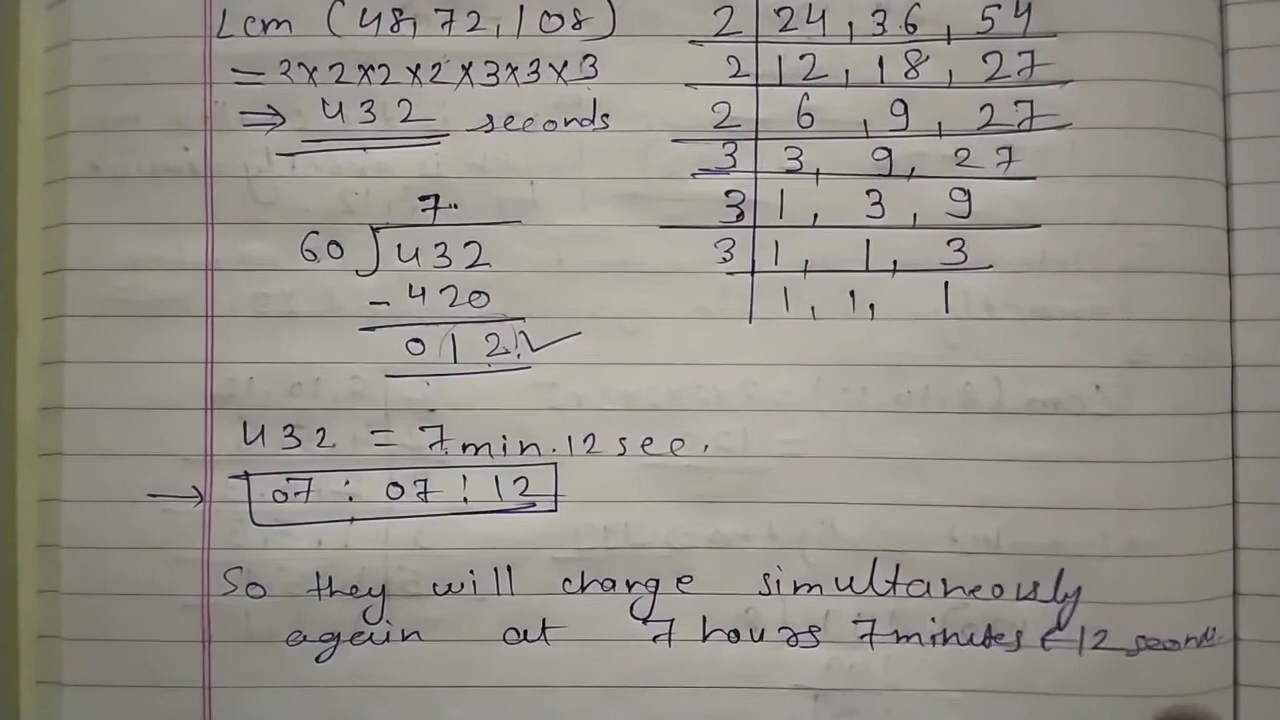 Lcm (48, 72, 108)
= 2×2×2×2×3×3×3
⇒ 432 seconds
2 | 24, 36, 54
2 | 12, 18, 27
2 | 6, 9, 27
3 | 3, 9, 27
3 | 1, 3, 9
3 | 1, 1, 3
1, 1, 1
7
60 ) 432
- 420
012 ✓
432 = 7 min. 12 sec.
→ 07 : 07 : 12
So they will charge simultaneously
again at 7 hours 7 minutes & 12 seconds